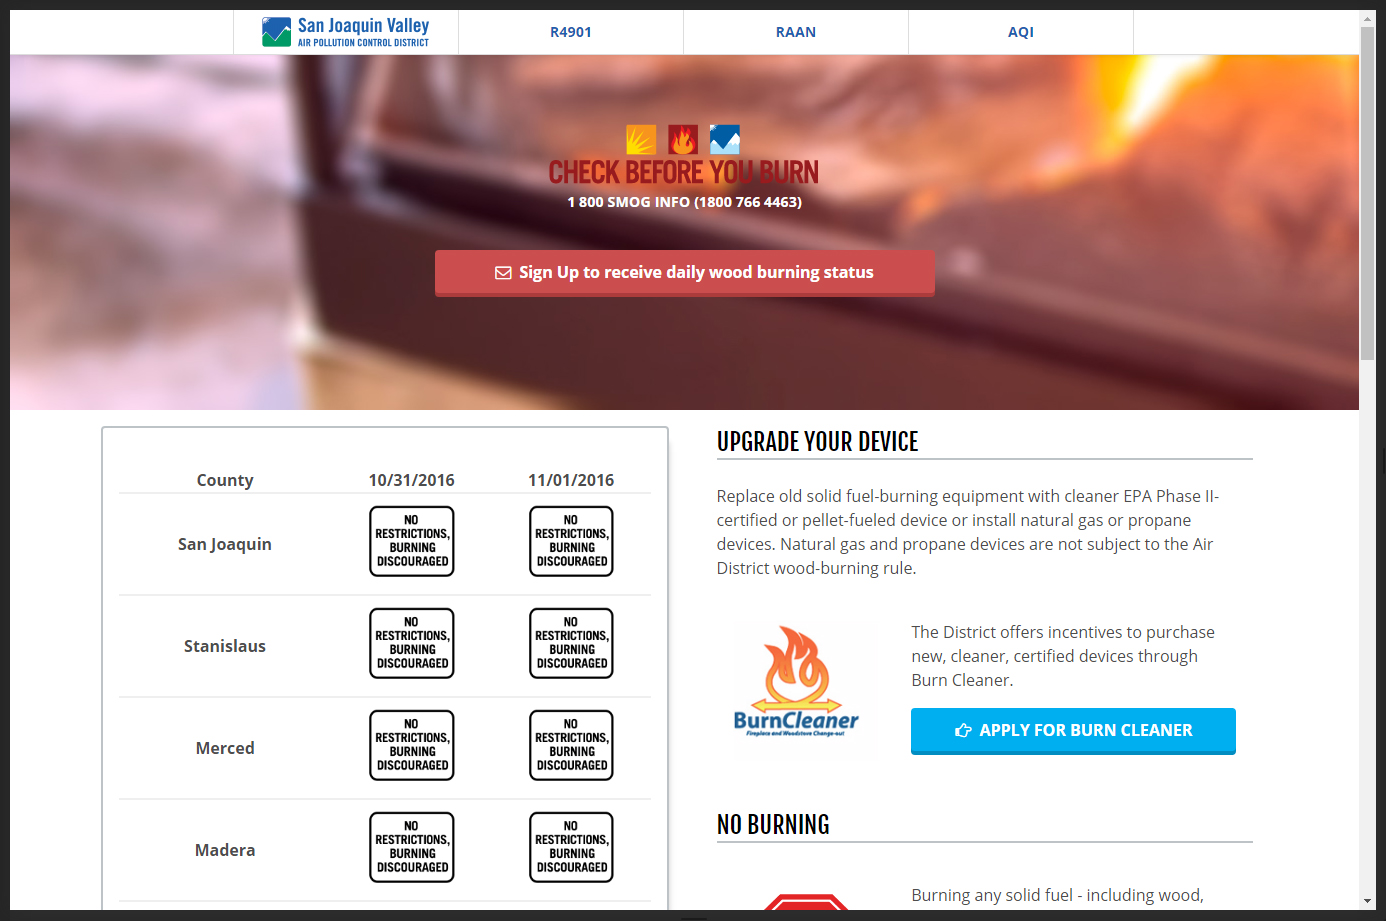 San Joaquin Valley
AIR POLLUTION CONTROL DISTRICT
R4901
RAAN
AQI
CHECK BEFORE YOU BURN
1 800 SMOG INFO (1800 766 4463)
Sign Up to receive daily wood burning status
County 10/31/2016 11/01/2016
San Joaquin
NO
RESTRICTIONS,
BURNING
DISCOURAGED
NO
RESTRICTIONS,
BURNING
DISCOURAGED
Stanislaus
NO
RESTRICTIONS,
BURNING
DISCOURAGED
NO
RESTRICTIONS,
BURNING
DISCOURAGED
Merced
NO
RESTRICTIONS,
BURNING
DISCOURAGED
NO
RESTRICTIONS,
BURNING
DISCOURAGED
Madera
NO
RESTRICTIONS,
BURNING
DISCOURAGED
NO
RESTRICTIONS,
BURNING
DISCOURAGED
UPGRADE YOUR DEVICE
Replace old solid fuel-burning equipment with cleaner EPA Phase II-
certified or pellet-fueled device or install natural gas or propane
devices. Natural gas and propane devices are not subject to the Air
District wood-burning rule.
BurnCleaner
Fireplace and Woodstove Change-out
The District offers incentives to purchase
new, cleaner, certified devices through
Burn Cleaner.
APPLY FOR BURN CLEANER
NO BURNING
Burning any solid fuel - including wood,